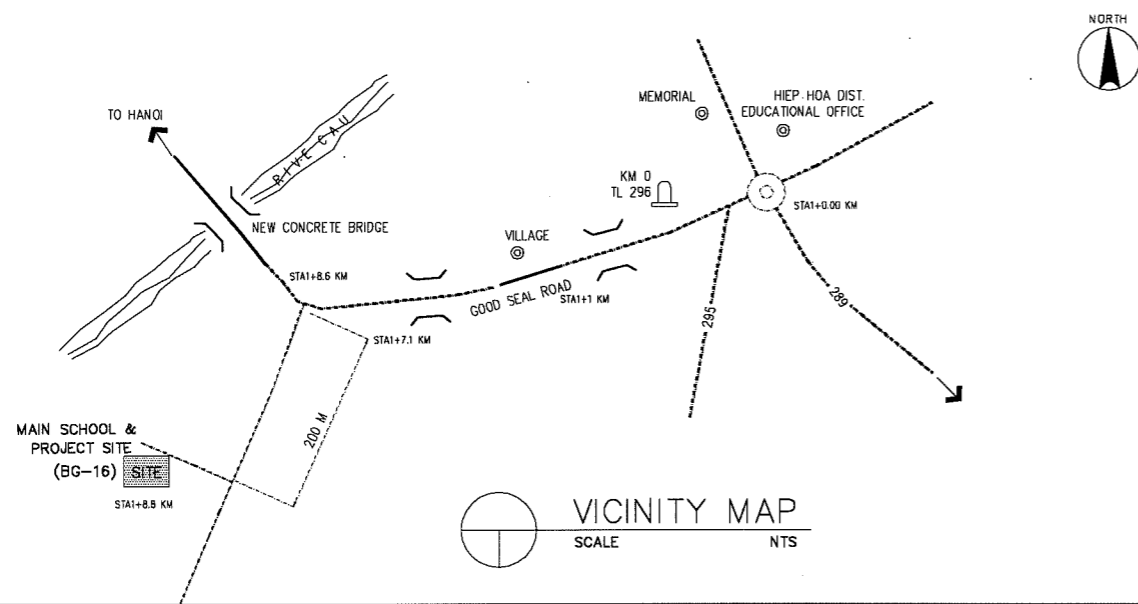 NORTH
TO HANOI
RIVE CAU
MEMORIAL
HIEP HOA DIST.
EDUCATIONAL OFFICE
KM 0
TL 296
STA1+0.00 KM
NEW CONCRETE BRIDGE
VILLAGE
STA1+8.6 KM
GOOD SEAL ROAD
STA1+1 KM
295
289
STA1+7.1 KM
200 M
MAIN SCHOOL &
PROJECT SITE
(BG-16) SITE
STA1+8.5 KM
VICINITY MAP
SCALE NTS